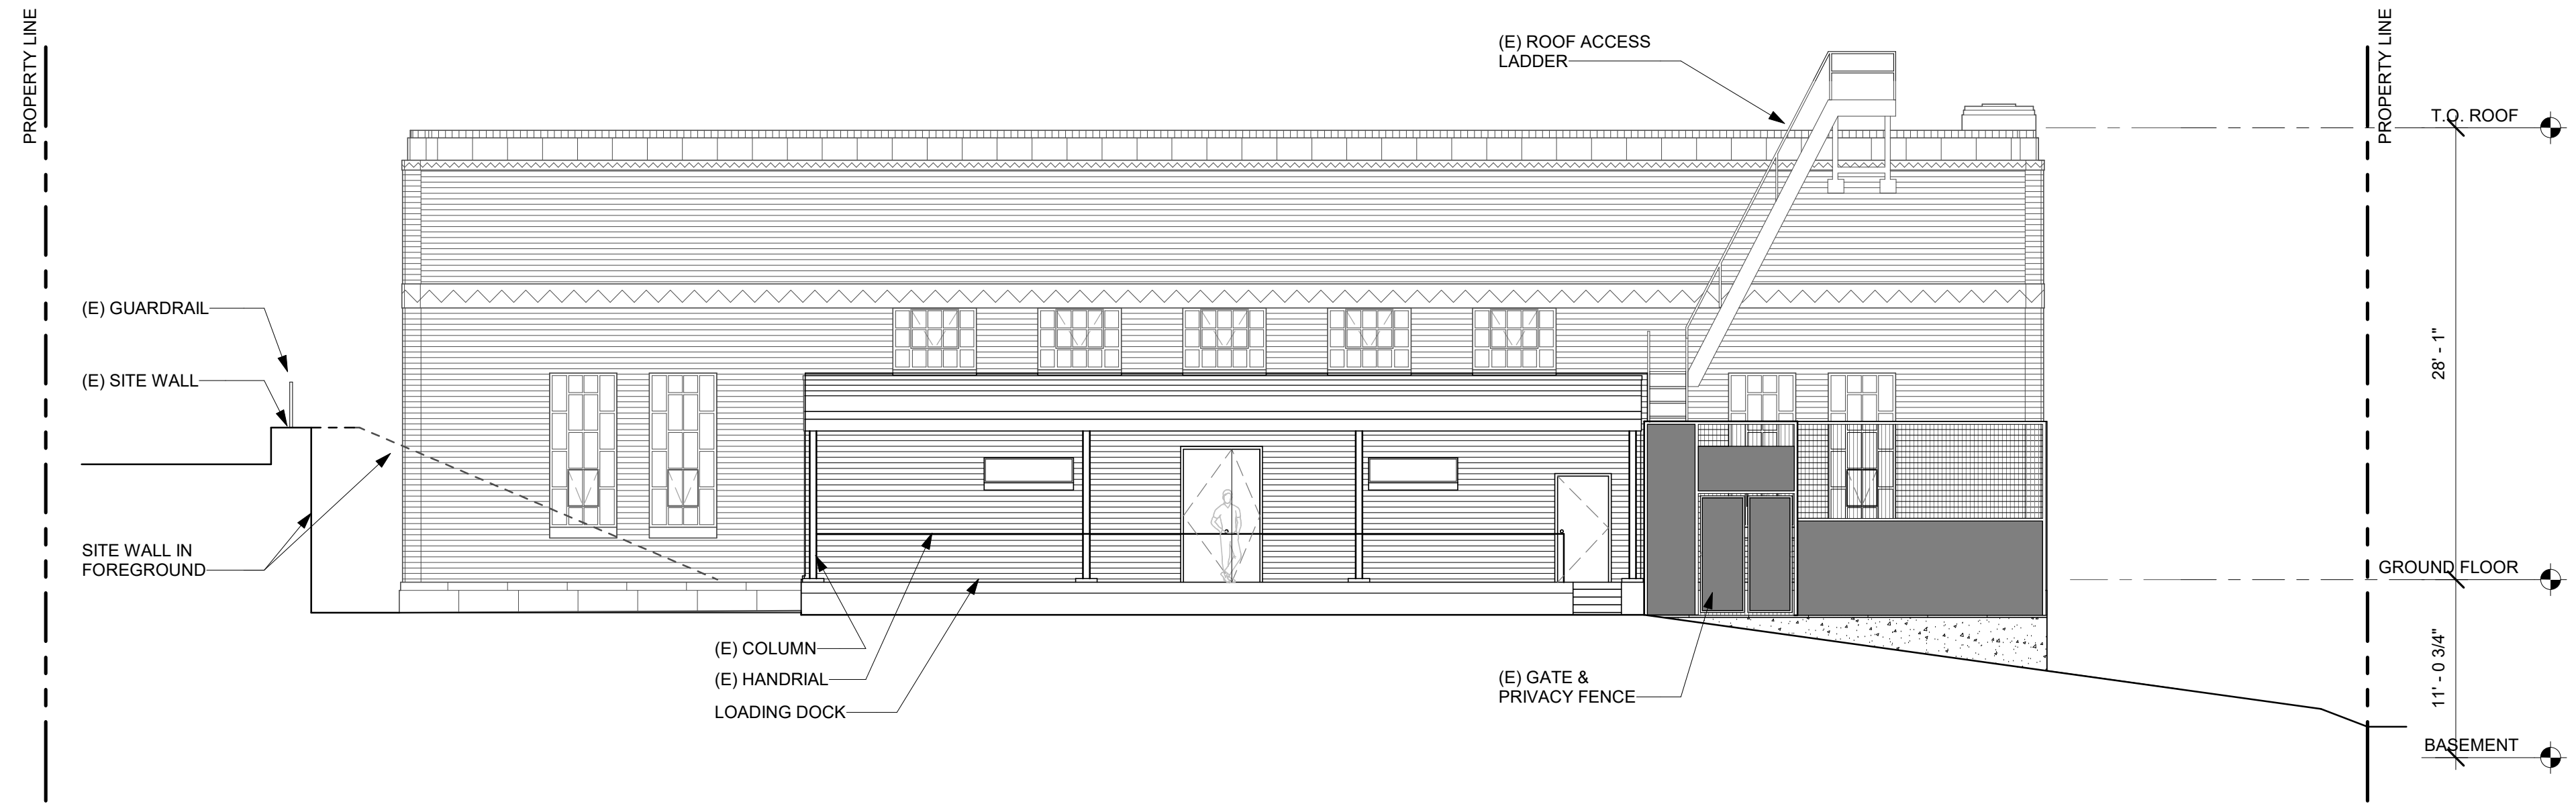 PROPERTY LINE
(E) ROOF ACCESS
LADDER
PROPERTY LINE
T.O. ROOF
(E) GUARDRAIL
(E) SITE WALL
28' - 1"
SITE WALL IN
FOREGROUND
GROUND FLOOR
(E) COLUMN
(E) HANDRIAL
LOADING DOCK
(E) GATE &
PRIVACY FENCE
11' - 0 3/4"
BASEMENT